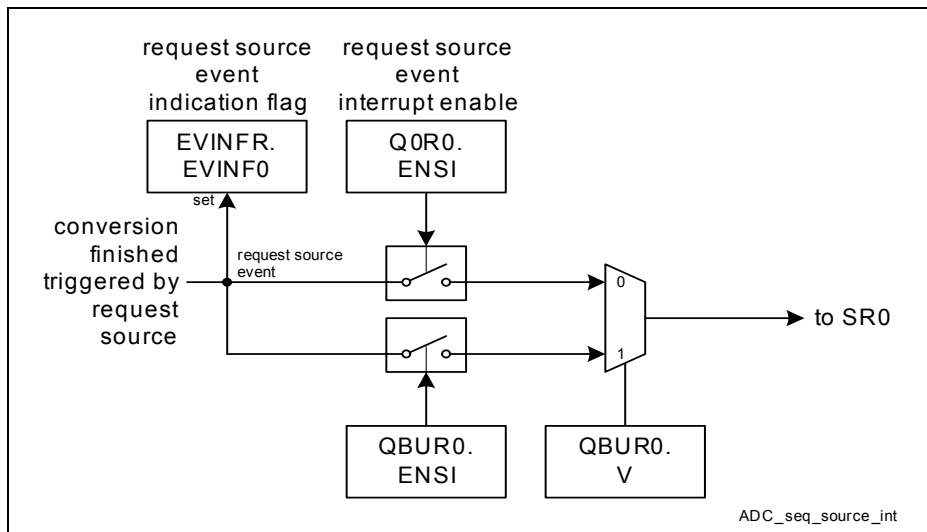 request source
event
indication flag
request source
event
interrupt enable
EVINFR.
EVINF0
Q0R0.
ENSI
set
conversion
finished
triggered by
request
source
request source
event
0
1
to SR0
QBUR0.
ENSI
QBUR0.
V
ADC_seq_source_int